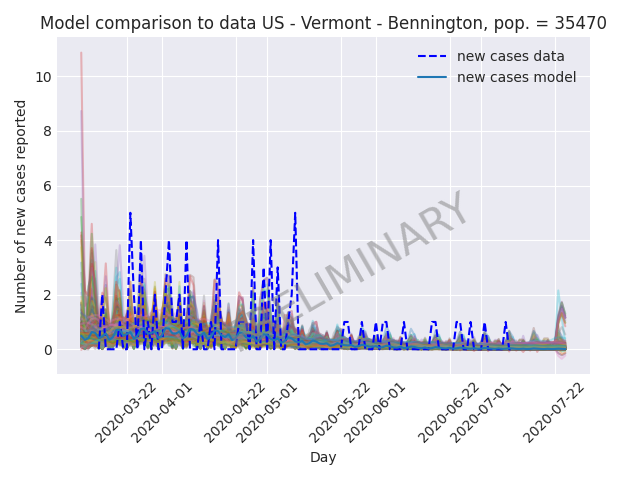 Model comparison to data US - Vermont - Bennington, pop. = 35470
new cases data
new cases model
Number of new cases reported
10
8
6
4
2
0
PRELIMINARY
2020-03-22
2020-04-01
2020-04-22
2020-05-01
2020-05-22
2020-06-01
2020-06-22
2020-07-01
2020-07-22
Day